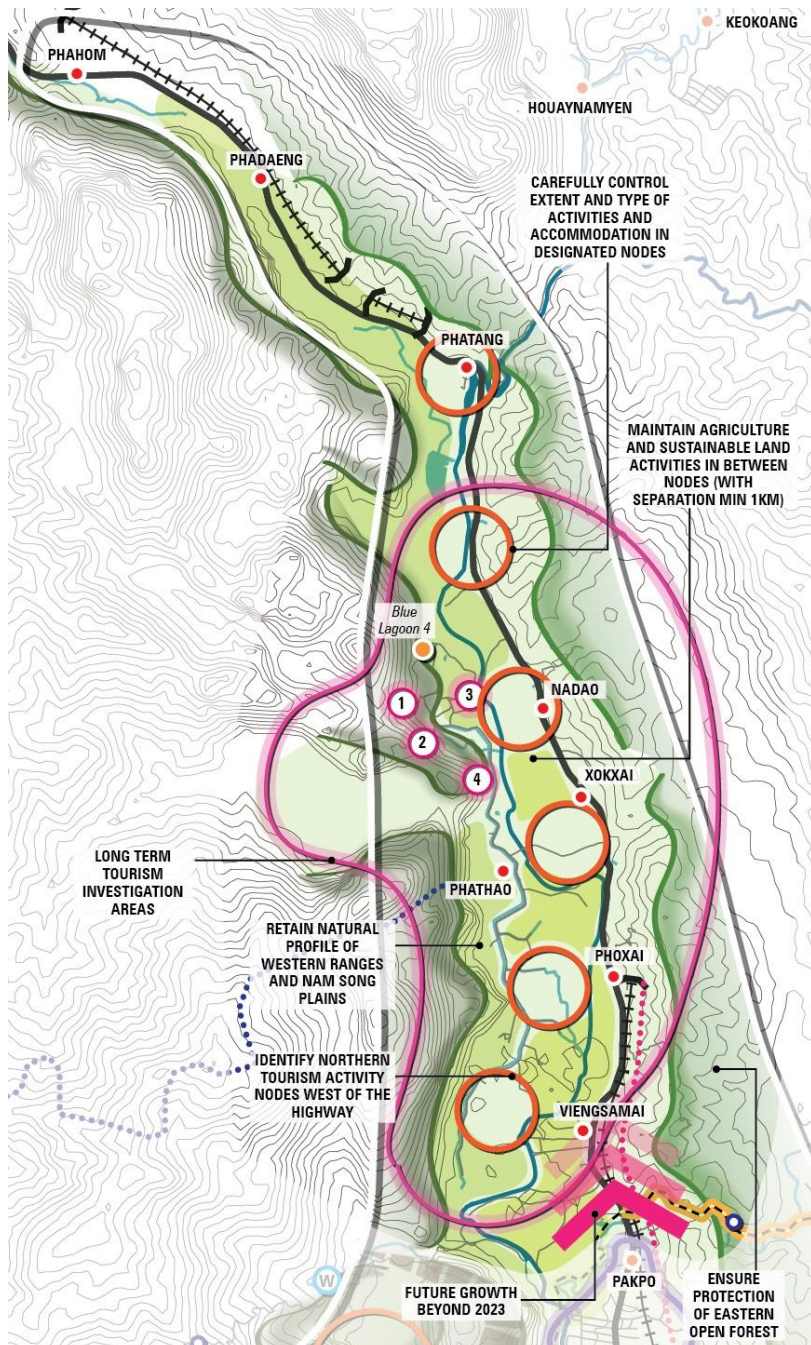 KEOKOANG
PHAHOM
HOUAYNAMYEN
PHADAENG
CAREFULLY CONTROL
EXTENT AND TYPE OF
ACTIVITIES AND
ACCOMMODATION IN
DESIGNATED NODES
PHATANG
MAINTAIN AGRICULTURE
AND SUSTAINABLE LAND
ACTIVITIES IN BETWEEN
NODES (WITH
SEPARATION MIN 1KM)
Blue
Lagoon 4
1
3
NADAO
2
4
XOKXAI
LONG TERM
TOURISM
INVESTIGATION
AREAS
PHATHAO
RETAIN NATURAL
PROFILE OF
WESTERN RANGES
AND NAM SONG
PLAINS
PHOXAI
IDENTIFY NORTHERN
TOURISM ACTIVITY
NODES WEST OF THE
HIGHWAY
VIENGSAMAI
W
FUTURE GROWTH
BEYOND 2023
PAKPO
ENSURE
PROTECTION
OF EASTERN
OPEN FOREST